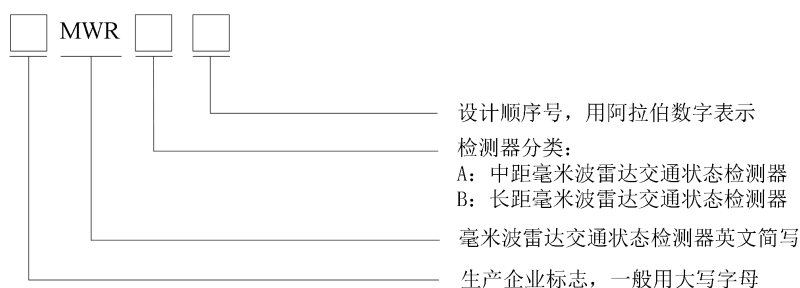 MWR
设计顺序号，用阿拉伯数字表示
检测器分类：
A：中距毫米波雷达交通状态检测器
B：长距毫米波雷达交通状态检测器
毫米波雷达交通状态检测器英文简写
生产企业标志，一般用大写字母